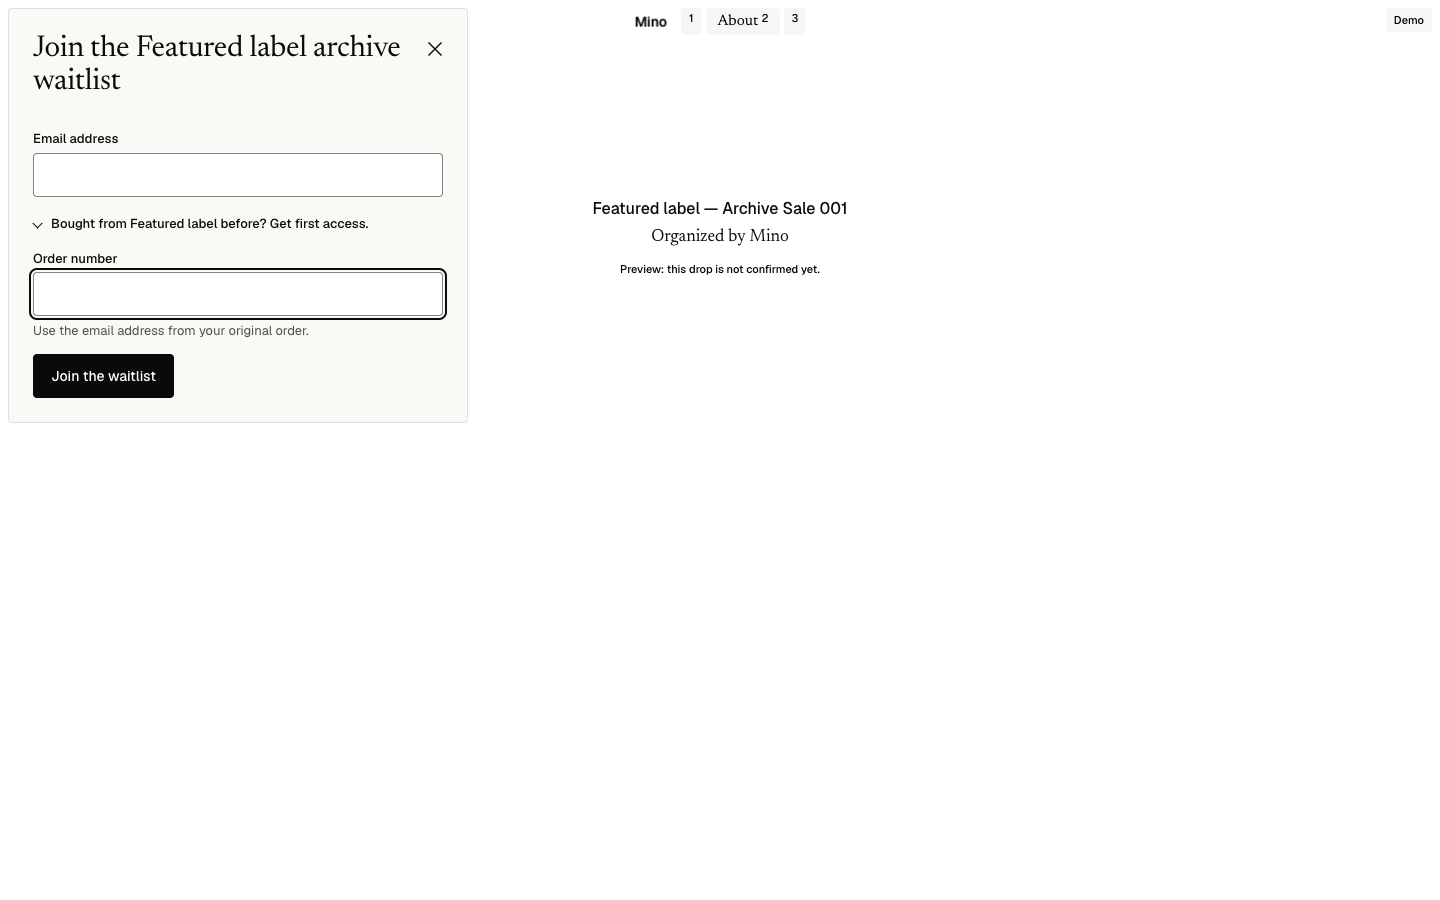 Join the Featured label archive
waitlist
Email address
Bought from Featured label before? Get first access.
Order number
Use the email address from your original order.
Join the waitlist
Mino
1
About 2
3
Demo
Featured label — Archive Sale 001
Organized by Mino
Preview: this drop is not confirmed yet.